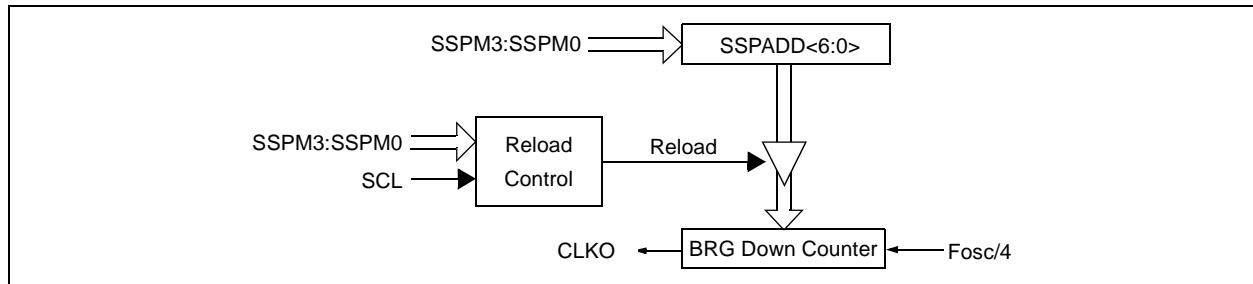 SSPM3:SSPM0
SSPADD<6:0>
SSPM3:SSPM0
SCL
Reload
Control
Reload
CLKO
BRG Down Counter
Fosc/4